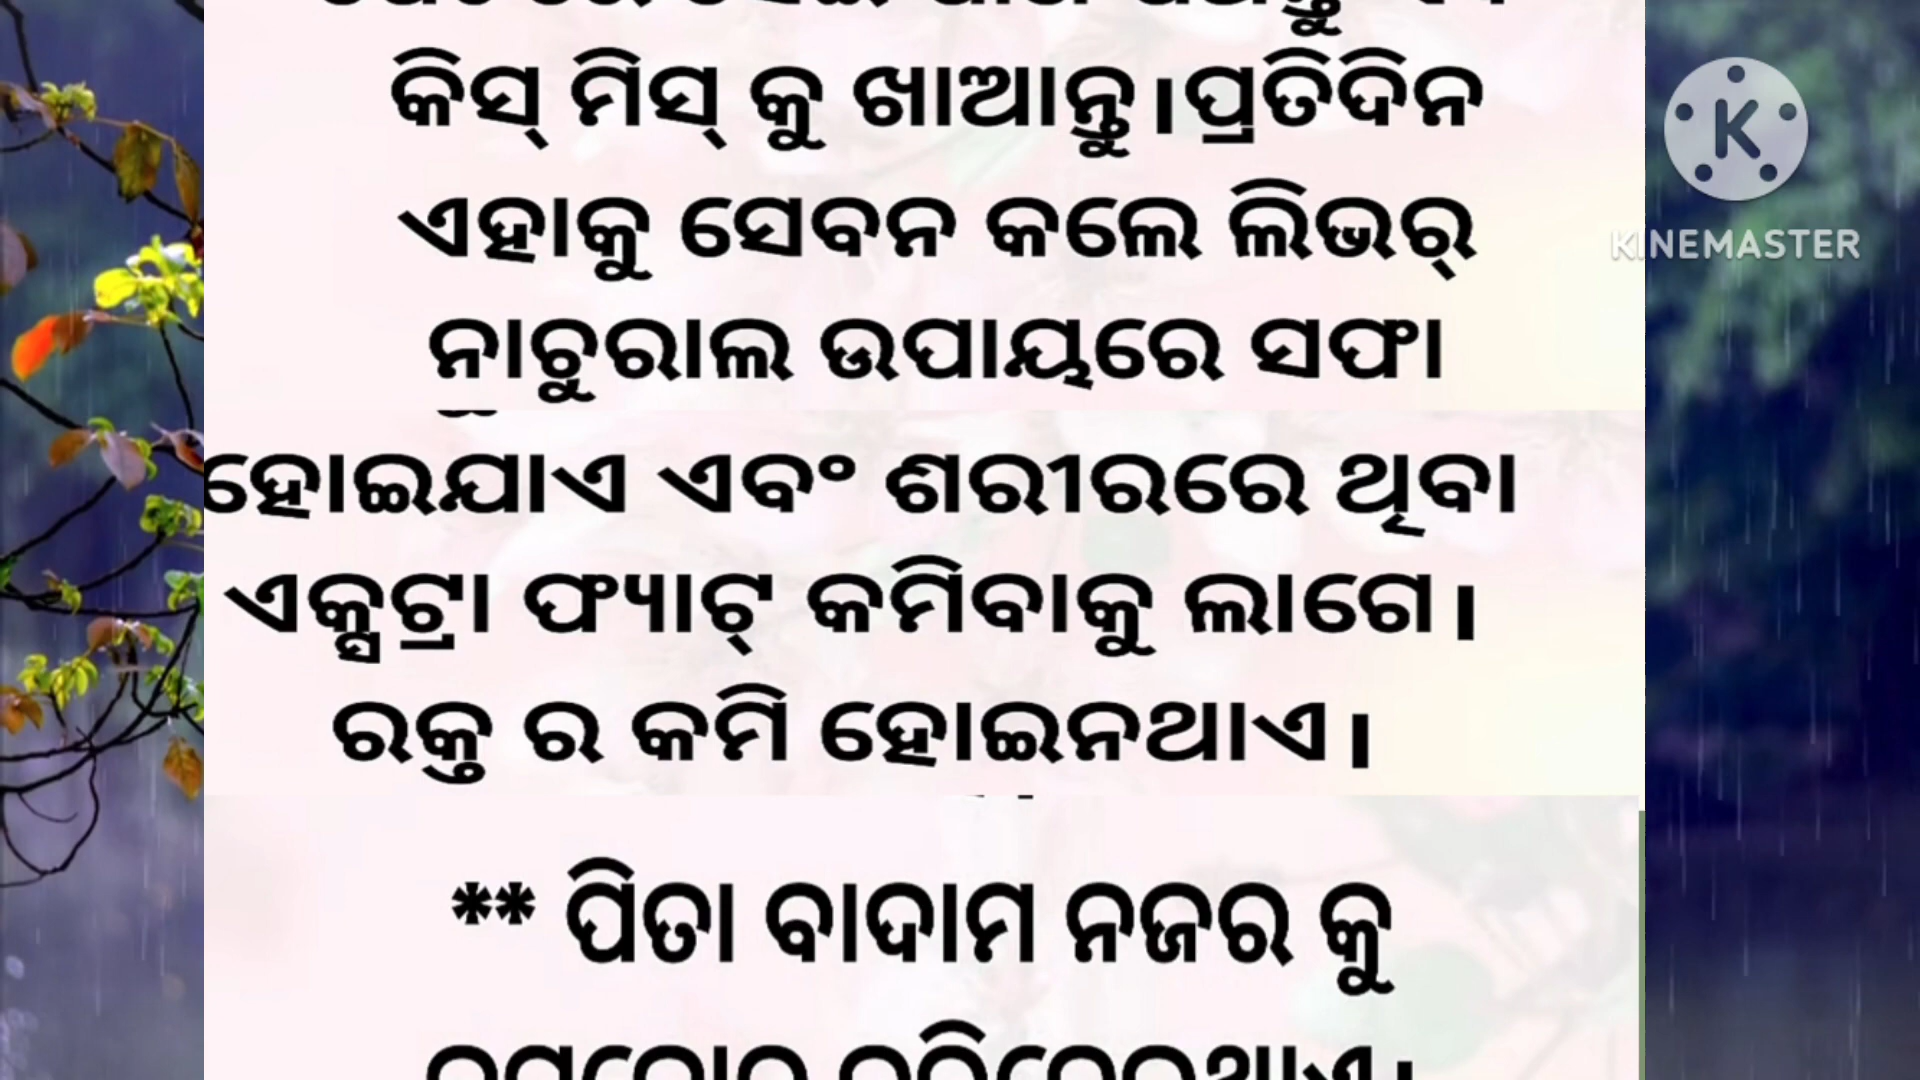 କିସ୍ ମିସ୍ କୁ ଖାଆନ୍ତୁ।ପ୍ରତିଦିନ
ଏହାକୁ ସେବନ କଲେ ଲିଭର୍
ନାଚୁରାଲ ଉପାୟରେ ସଫା
ହୋଇଯାଏ ଏବଂ ଶରୀରରେ ଥିବା
ଏକ୍ସଟ୍ରା ଫ୍ୟାଟ୍ କମିବାକୁ ଲାଗେ।
ରକ୍ତ ର କମି ହୋଇନଥାଏ।
** ପିତା ବାଦାମ ନଜର କୁ
K
KINEMASTER